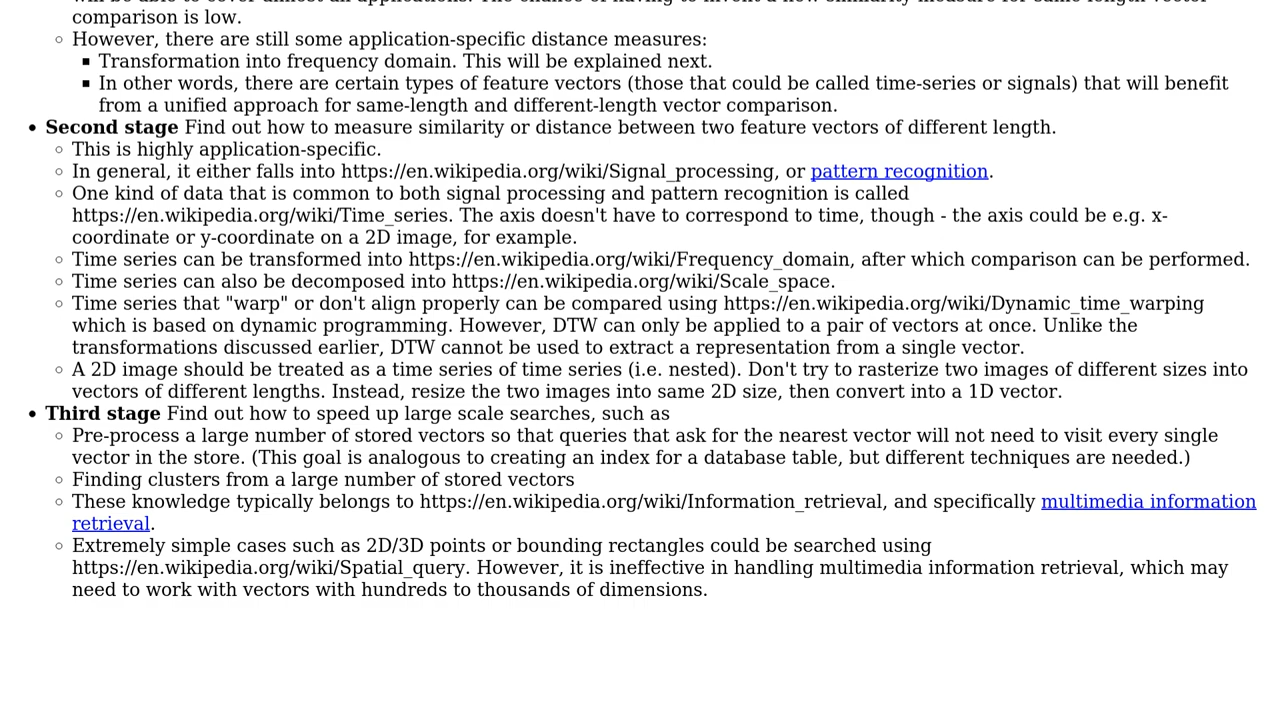 comparison is low.
However, there are still some application-specific distance measures:
Transformation into frequency domain. This will be explained next.
In other words, there are certain types of feature vectors (those that could be called time-series or signals) that will benefit
from a unified approach for same-length and different-length vector comparison.
Second stage Find out how to measure similarity or distance between two feature vectors of different length.
This is highly application-specific.
In general, it either falls into https://en.wikipedia.org/wiki/Signal_processing, or pattern recognition.
One kind of data that is common to both signal processing and pattern recognition is called
https://en.wikipedia.org/wiki/Time_series. The axis doesn't have to correspond to time, though - the axis could be e.g. x-
coordinate or y-coordinate on a 2D image, for example.
Time series can be transformed into https://en.wikipedia.org/wiki/Frequency_domain, after which comparison can be performed.
Time series can also be decomposed into https://en.wikipedia.org/wiki/Scale_space.
Time series that "warp" or don't align properly can be compared using https://en.wikipedia.org/wiki/Dynamic_time_warping
which is based on dynamic programming. However, DTW can only be applied to a pair of vectors at once. Unlike the
transformations discussed earlier, DTW cannot be used to extract a representation from a single vector.
A 2D image should be treated as a time series of time series (i.e. nested). Don't try to rasterize two images of different sizes into
vectors of different lengths. Instead, resize the two images into same 2D size, then convert into a 1D vector.
Third stage Find out how to speed up large scale searches, such as
Pre-process a large number of stored vectors so that queries that ask for the nearest vector will not need to visit every single
vector in the store. (This goal is analogous to creating an index for a database table, but different techniques are needed.)
Finding clusters from a large number of stored vectors
These knowledge typically belongs to https://en.wikipedia.org/wiki/Information_retrieval, and specifically multimedia information
retrieval.
Extremely simple cases such as 2D/3D points or bounding rectangles could be searched using
https://en.wikipedia.org/wiki/Spatial_query. However, it is ineffective in handling multimedia information retrieval, which may
need to work with vectors with hundreds to thousands of dimensions.